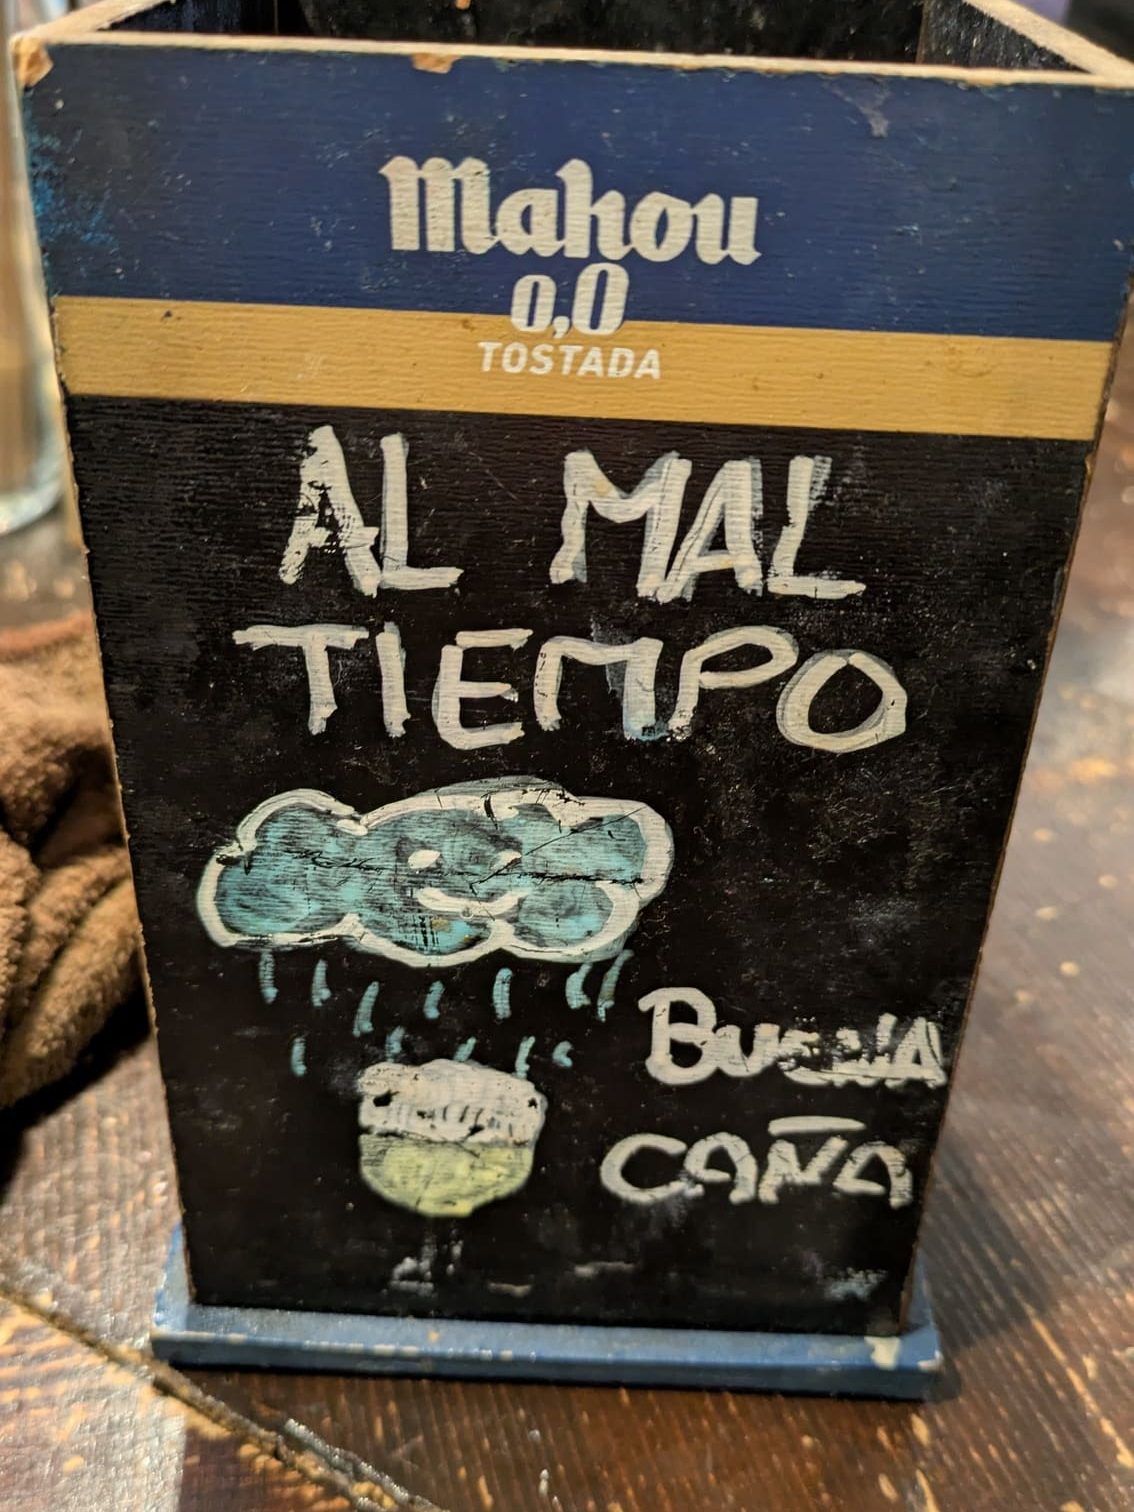 Mahou
0,0
TOSTADA
AL MAL
TIEMPO
BUENA
CAÑA